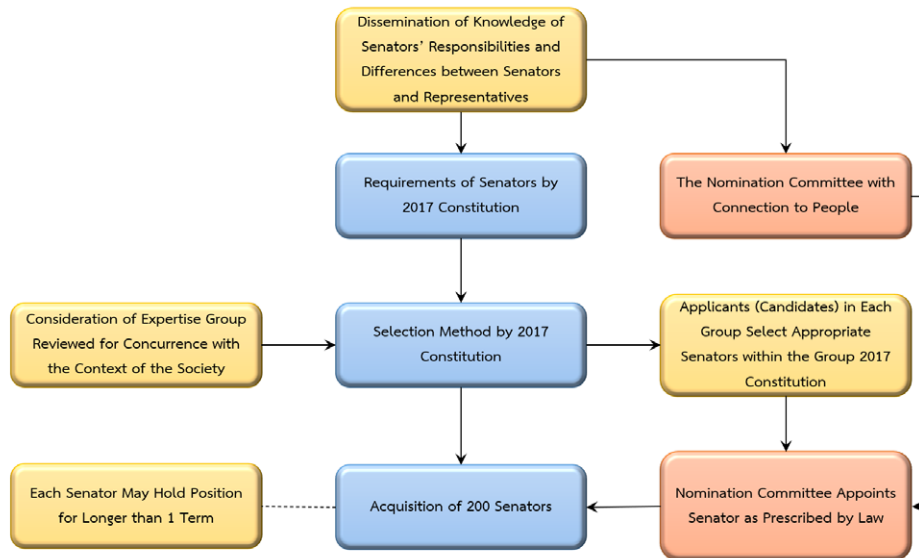 Dissemination of Knowledge of
Senators' Responsibilities and
Differences between Senators
and Representatives
Requirements of Senators by
2017 Constitution
The Nomination Committee with
Connection to People
Consideration of Expertise Group
Reviewed for Concurrence with
the Context of the Society
Selection Method by 2017
Constitution
Applicants (Candidates) in Each
Group Select Appropriate
Senators within the Group 2017
Constitution
Each Senator May Hold Position
for Longer than 1 Term
Acquisition of 200 Senators
Nomination Committee Appoints
Senator as Prescribed by Law